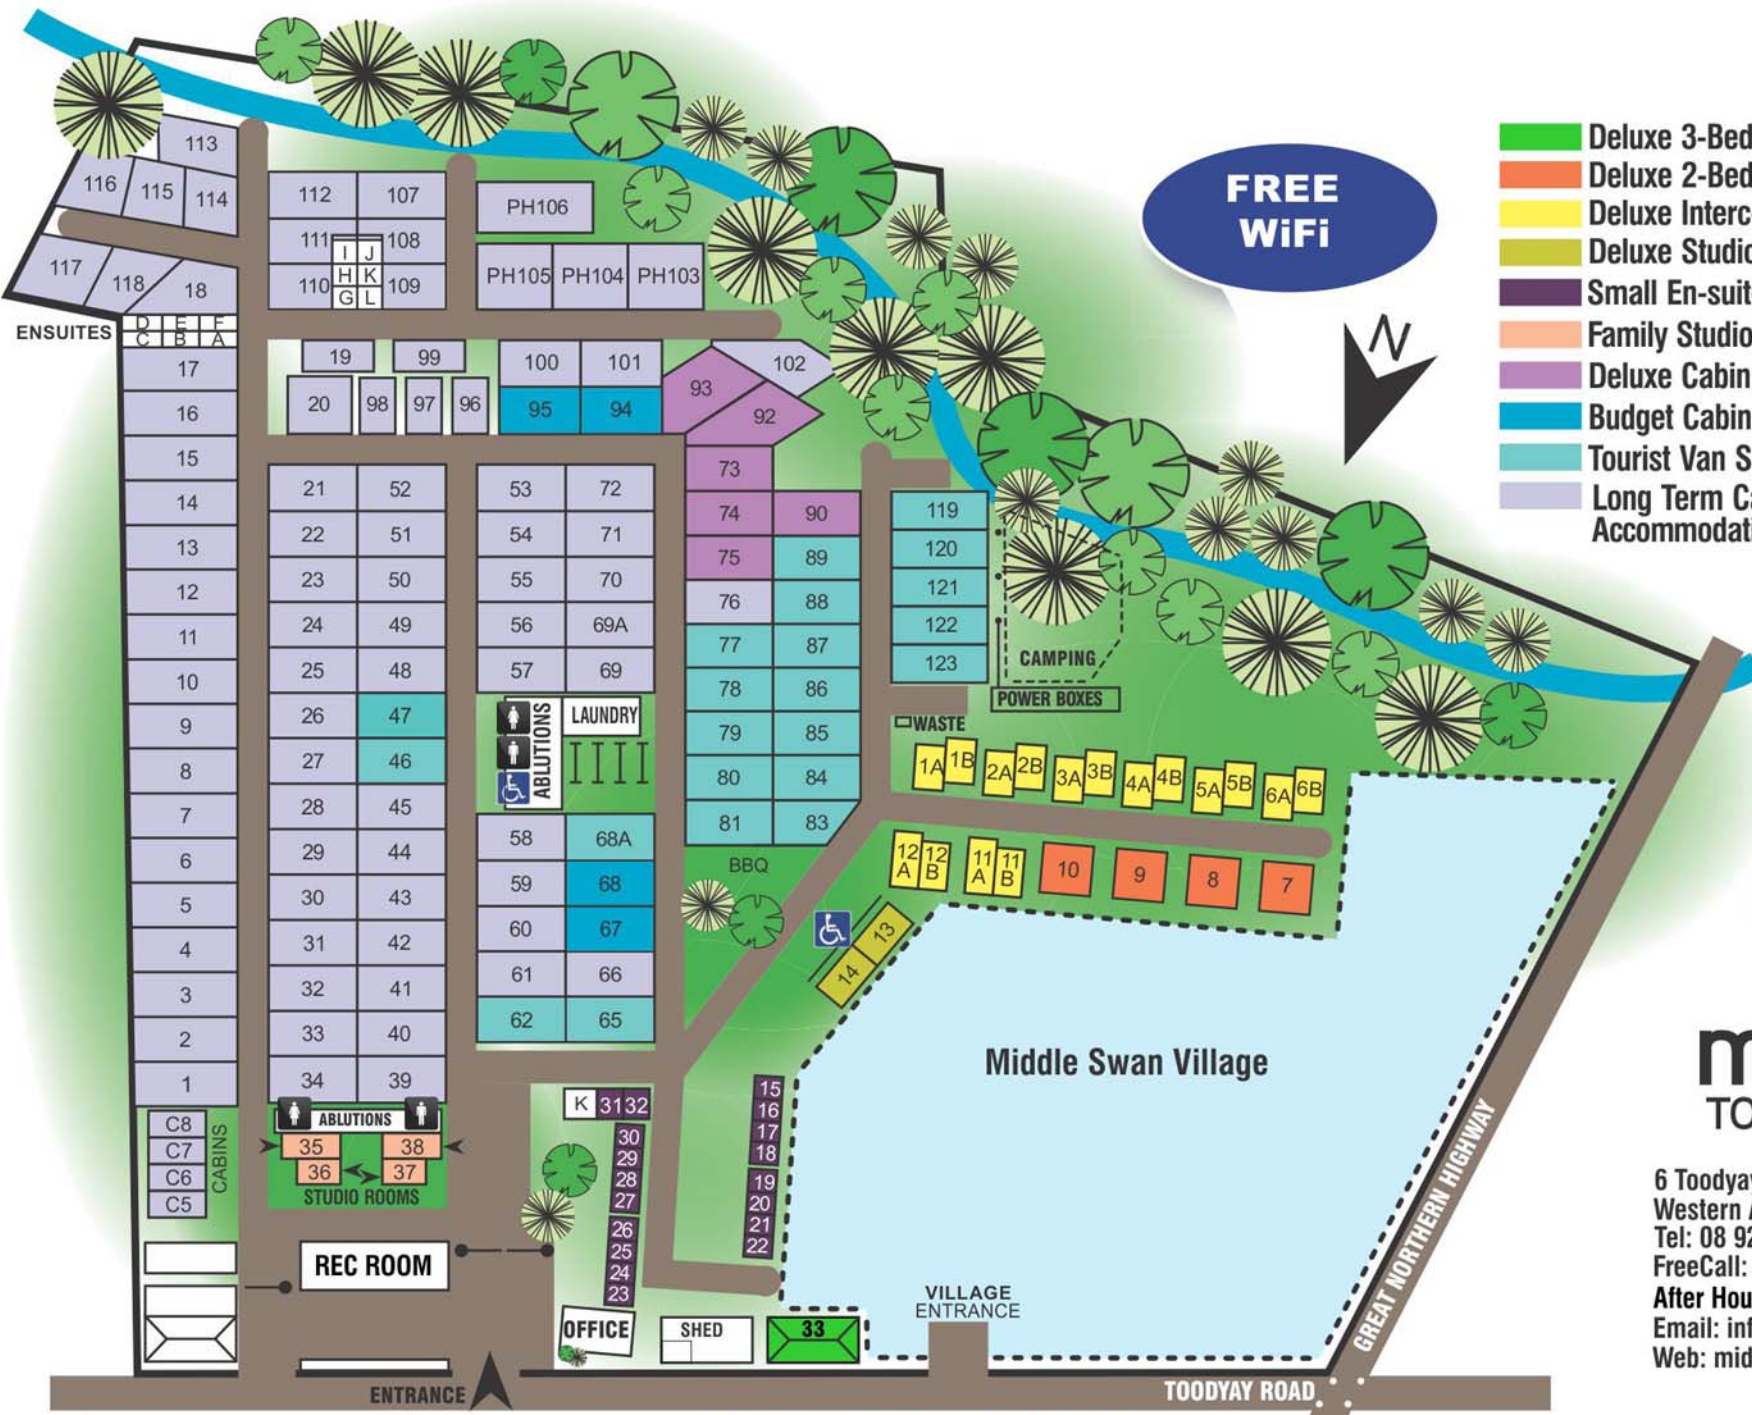 FREE
WiFi
N
Deluxe 3-Bed
Deluxe 2-Bed
Deluxe Interc
Deluxe Studio
Small En-suit
Family Studio
Deluxe Cabin
Budget Cabin
Tourist Van S
Long Term Ca
Accommodati
113
116 115 114
117 118 18
ENSUITES
D E F
C B A
112 107
111 108
I J
H K
110 109
G L
PH106
PH105 PH104 PH103
19 99
20 98 97 96
100 101
95 94
102
93
92
17
16
15
14
13
12
11
10
9
8
7
6
5
4
3
2
1
C8
C7
C6
C5
CABINS
21 52
22 51
23 50
24 49
25 48
26 47
27 46
28 45
29 44
30 43
31 42
32 41
33 40
34 39
ABLUTIONS
35 38
36 37
STUDIO ROOMS
REC ROOM
53 72
54 71
55 70
56 69A
57 69
ABLUTIONS
LAUNDRY
58 68A
59 68
60 67
61 66
62 65
73
74 90
75 89
76 88
77 87
78 86
79 85
80 84
81 83
BBQ
119
120
121
122
123
CAMPING
POWER BOXES
WASTE
1A 1B 2A 2B 3A 3B 4A 4B 5A 5B 6A 6B
12 A 12 B 11 A 11 B 10 9 8 7
13
14
Middle Swan Village
K 31 32
30
29
28
27
26
25
24
23
15
16
17
18
19
20
21
22
OFFICE
SHED
33
VILLAGE
ENTRANCE
ENTRANCE
TOODYAY ROAD
GREAT NORTHERN HIGHWAY
m
TO
6 Toodyay
Western A
Tel: 08 92
FreeCall:
After Hou
Email: inf
Web: mid